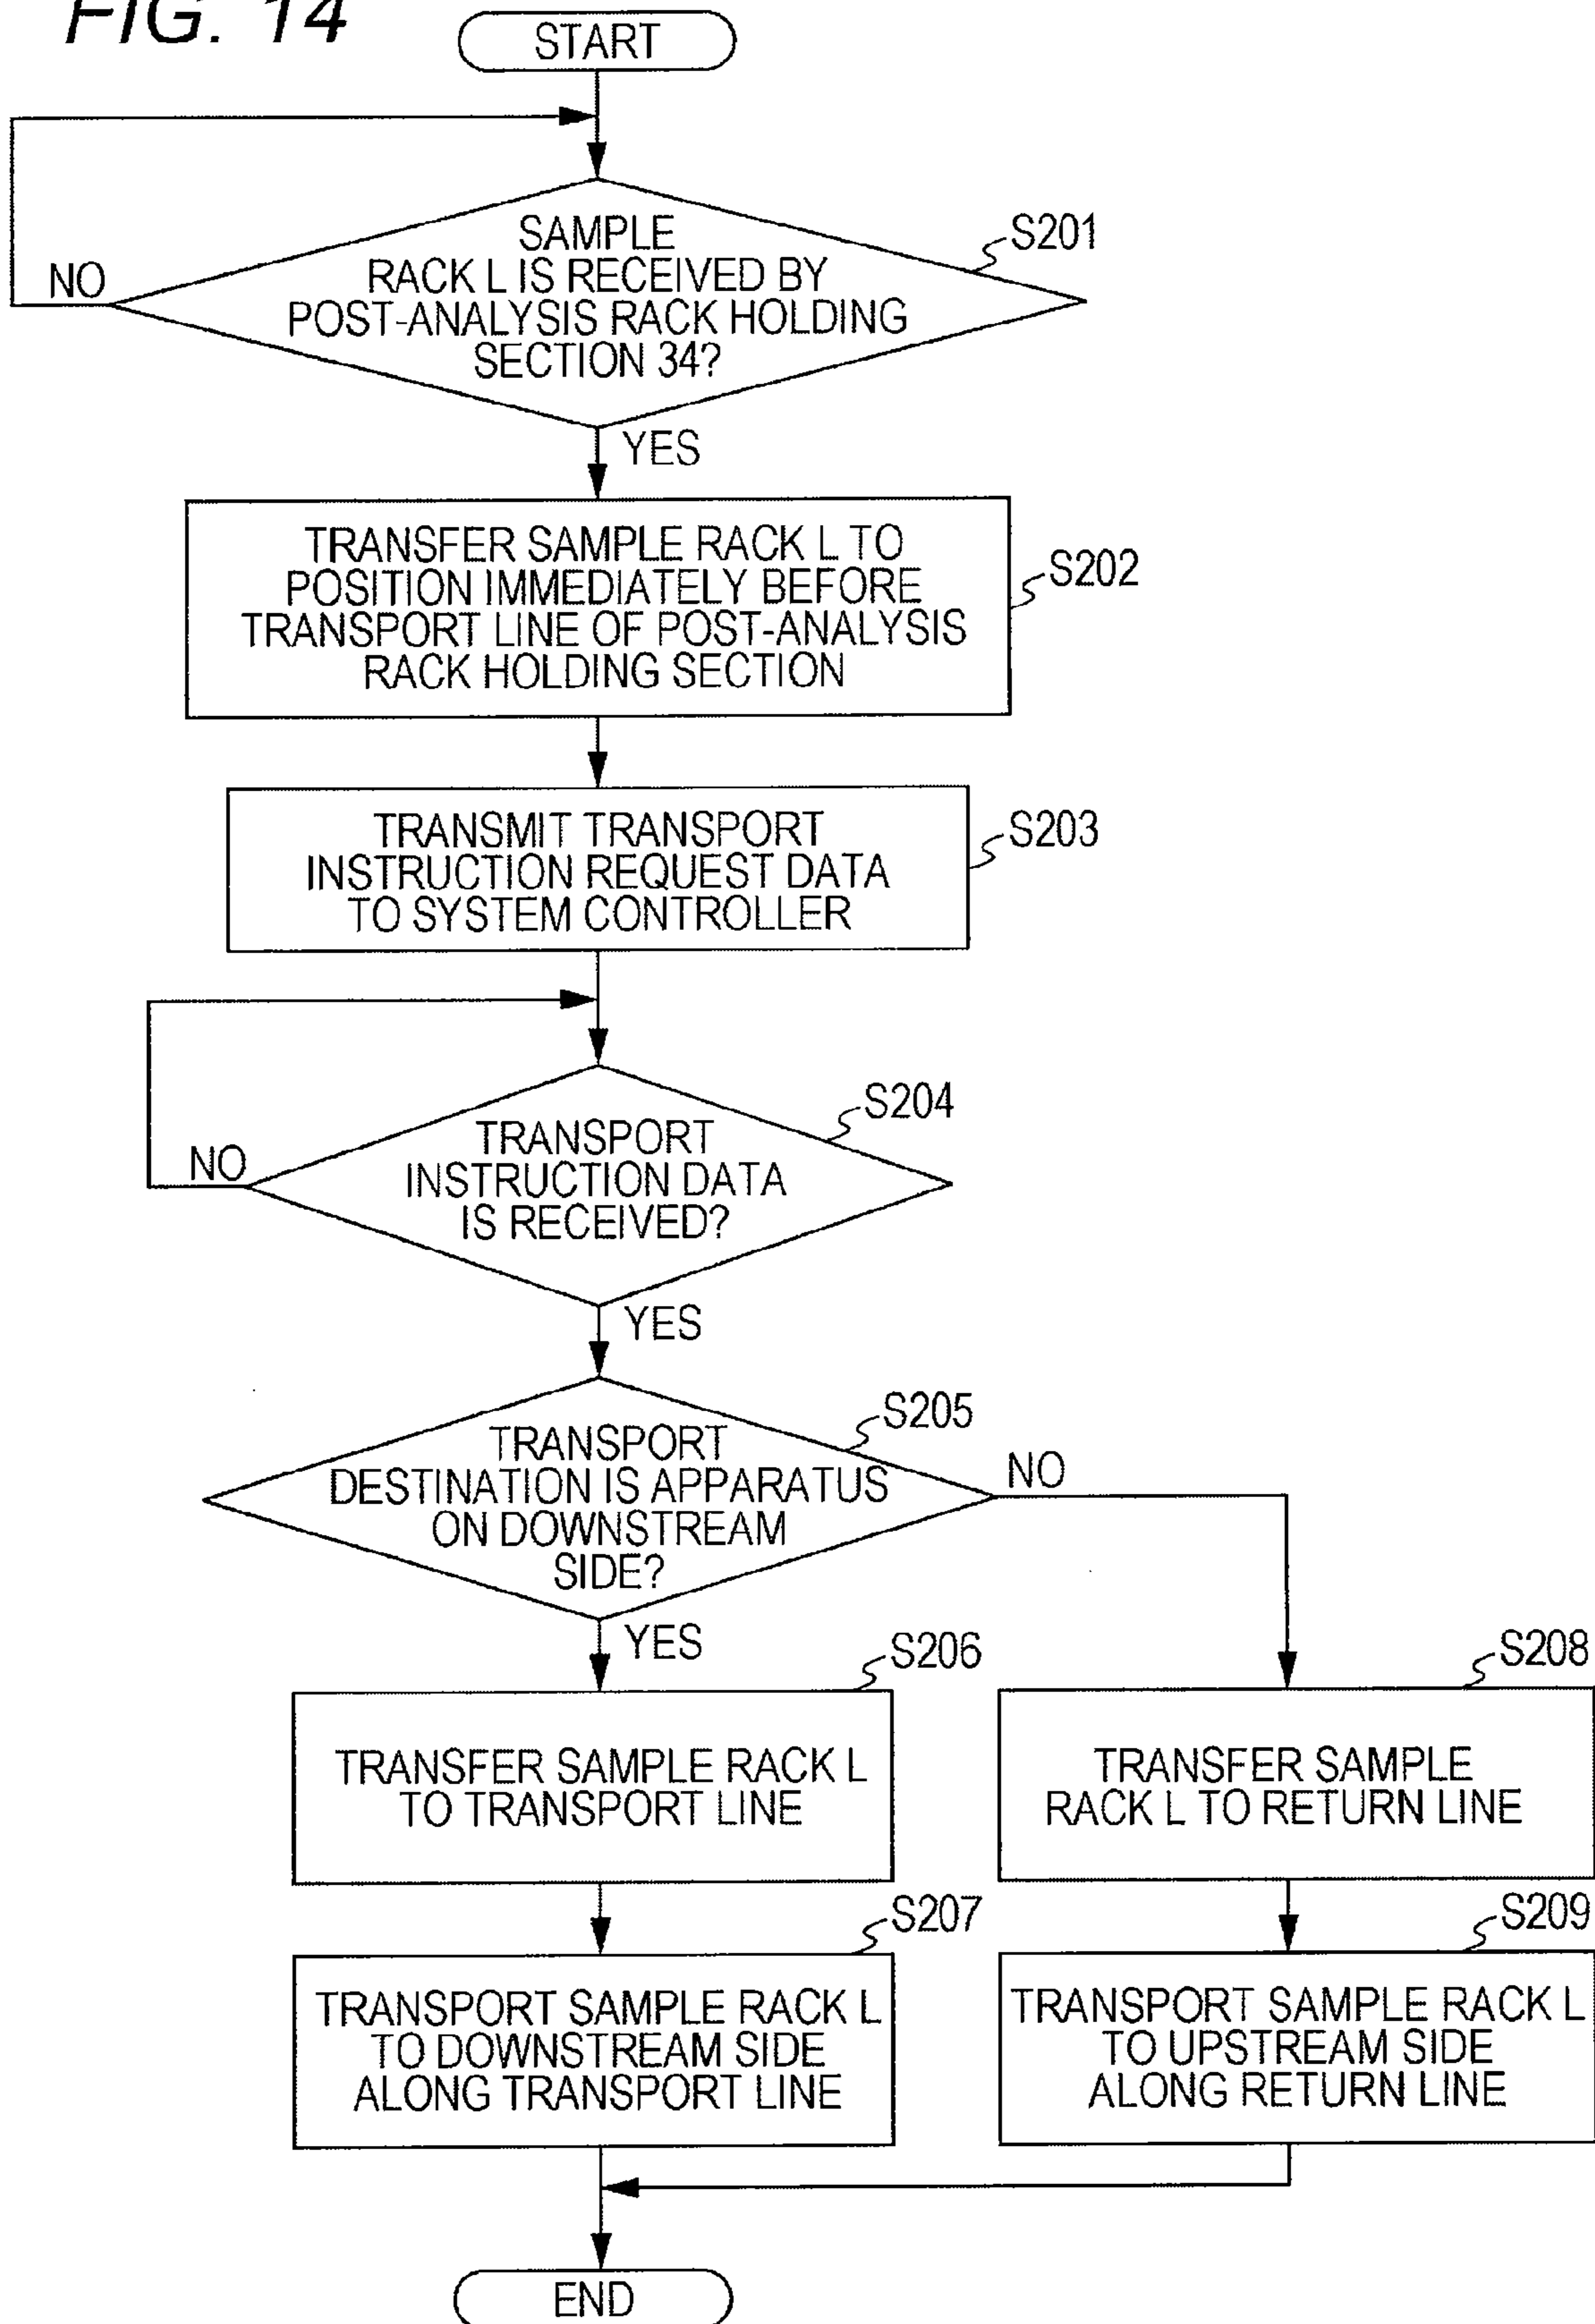 FIG. 14
START
SAMPLE
RACK L IS RECEIVED BY
POST-ANALYSIS RACK HOLDING
SECTION 34?
S201
NO
YES
TRANSFER SAMPLE RACK L TO
POSITION IMMEDIATELY BEFORE
TRANSPORT LINE OF POST-ANALYSIS
RACK HOLDING SECTION
S202
TRANSMIT TRANSPORT
INSTRUCTION REQUEST DATA
TO SYSTEM CONTROLLER
S203
TRANSPORT
INSTRUCTION DATA
IS RECEIVED?
S204
NO
YES
TRANSPORT
DESTINATION IS APPARATUS
ON DOWNSTREAM
SIDE?
S205
NO
YES
S206
TRANSFER SAMPLE RACK L
TO TRANSPORT LINE
S208
TRANSFER SAMPLE
RACK L TO RETURN LINE
S207
TRANSPORT SAMPLE RACK L
TO DOWNSTREAM SIDE
ALONG TRANSPORT LINE
S209
TRANSPORT SAMPLE RACK L
TO UPSTREAM SIDE
ALONG RETURN LINE
END